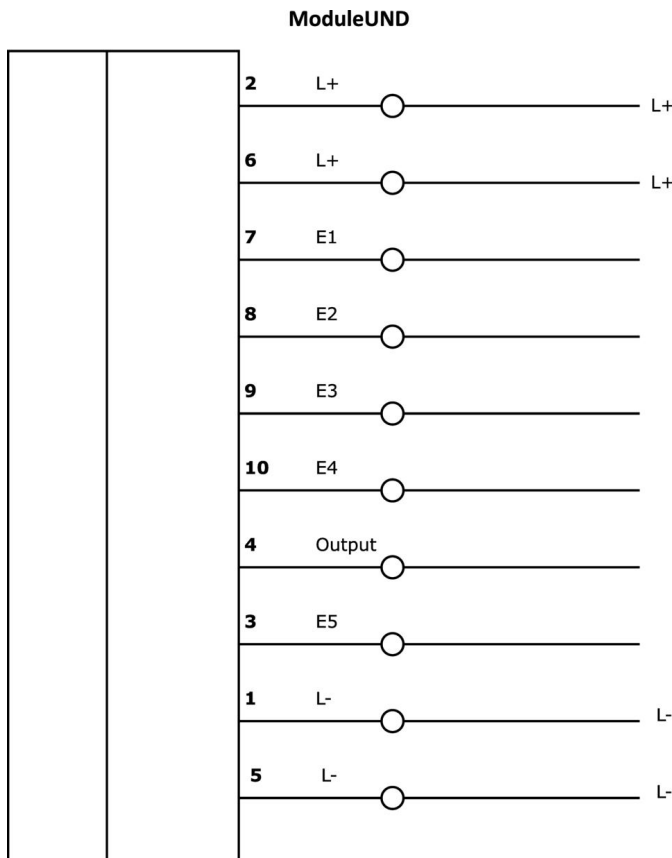 ModuleUND
2 L+
L+
6 L+
L+
7 E1
8 E2
9 E3
10 E4
4 Output
3 E5
1 L-
L-
5 L-
L-